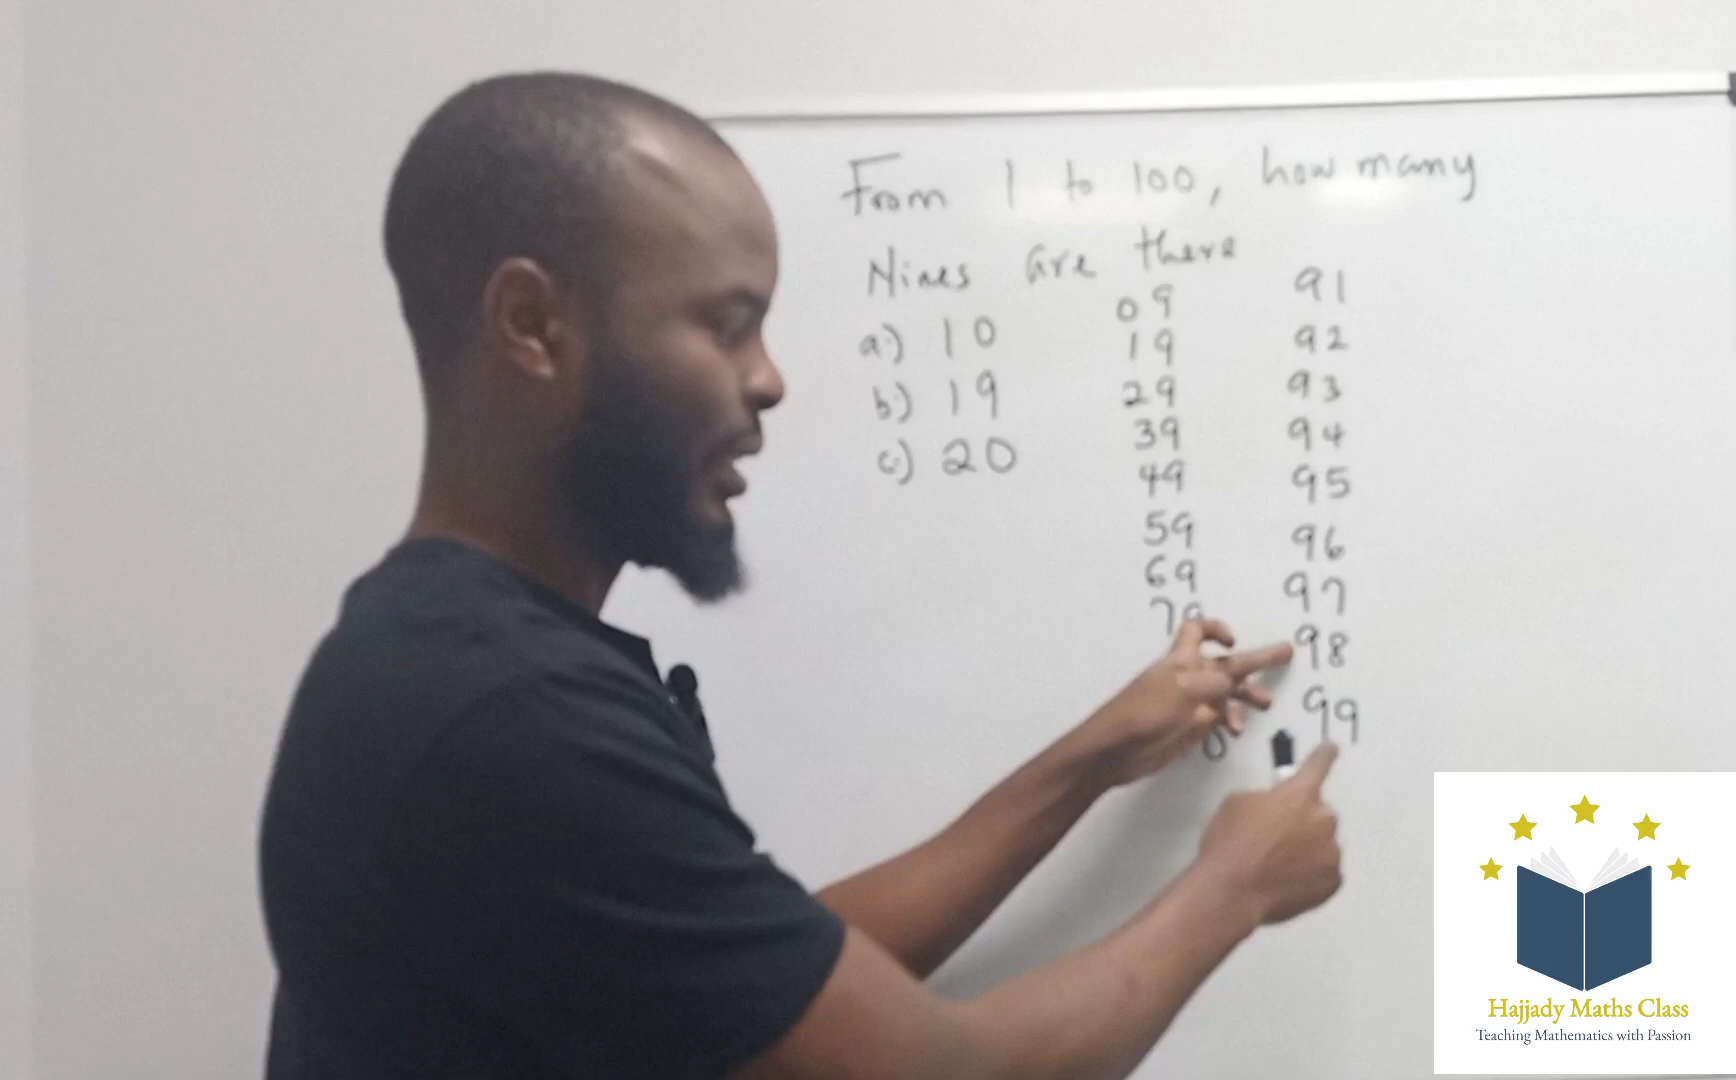 From 1 to 100, how many
Nines are there
a.) 10
b.) 19
c.) 20
09
19
29
39
49
59
69
79
91
92
93
94
95
96
97
98
99
Hajjady Maths Class
Teaching Mathematics with Passion